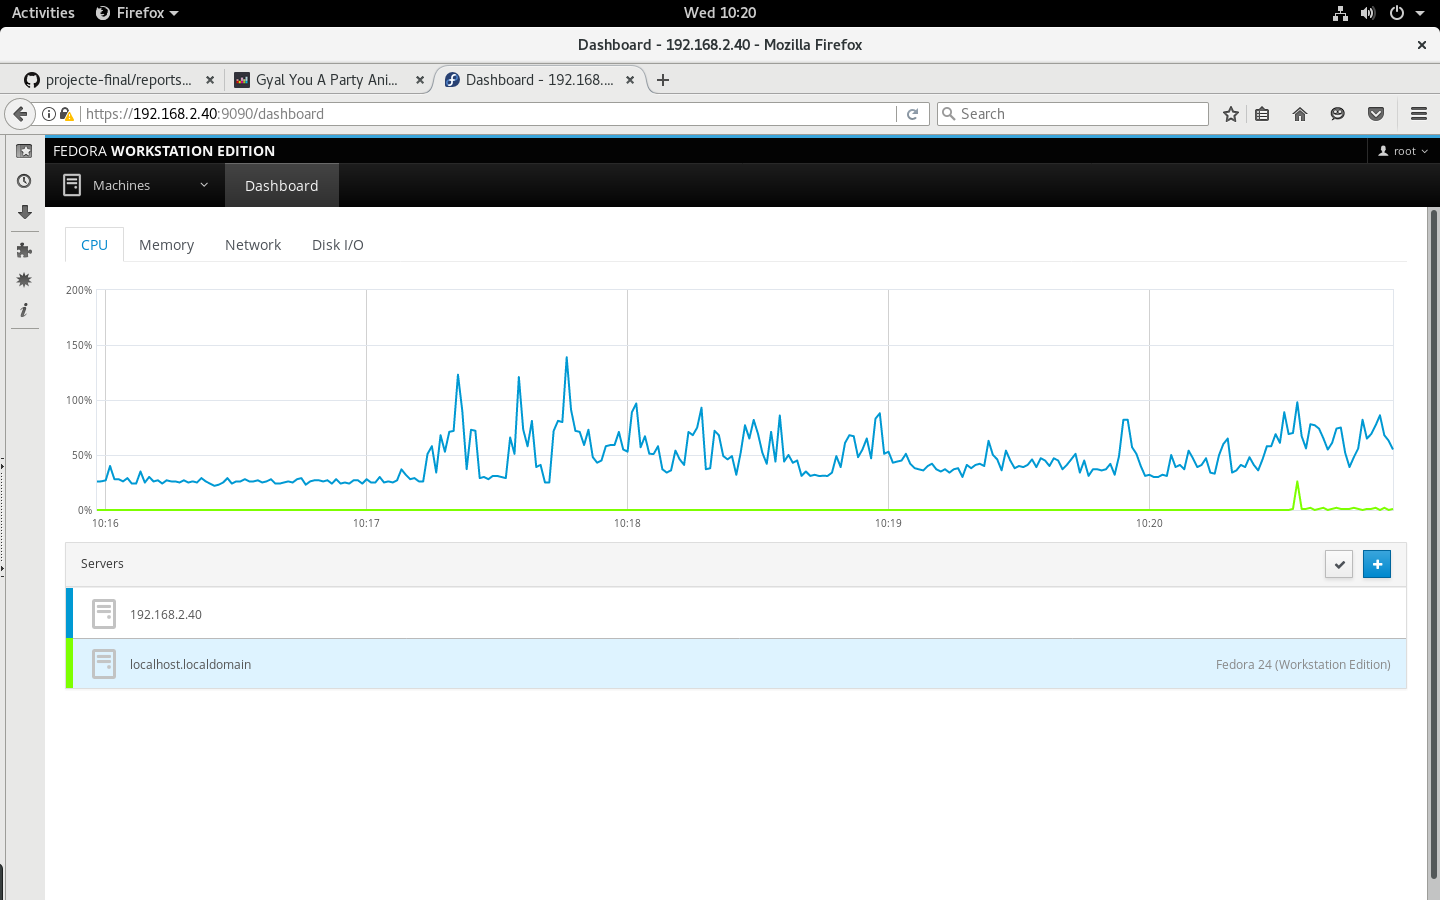 Activities Firefox Wed 10:20
Dashboard - 192.168.2.40 - Mozilla Firefox
projecte-final/reports... Gyal You A Party Ani... Dashboard - 192.168....
https://192.168.2.40:9090/dashboard Search
FEDORA WORKSTATION EDITION root
Machines Dashboard
CPU Memory Network Disk I/O
200%
150%
100%
50%
0%
10:16 10:17 10:18 10:19 10:20
Servers
192.168.2.40
localhost.localdomain Fedora 24 (Workstation Edition)